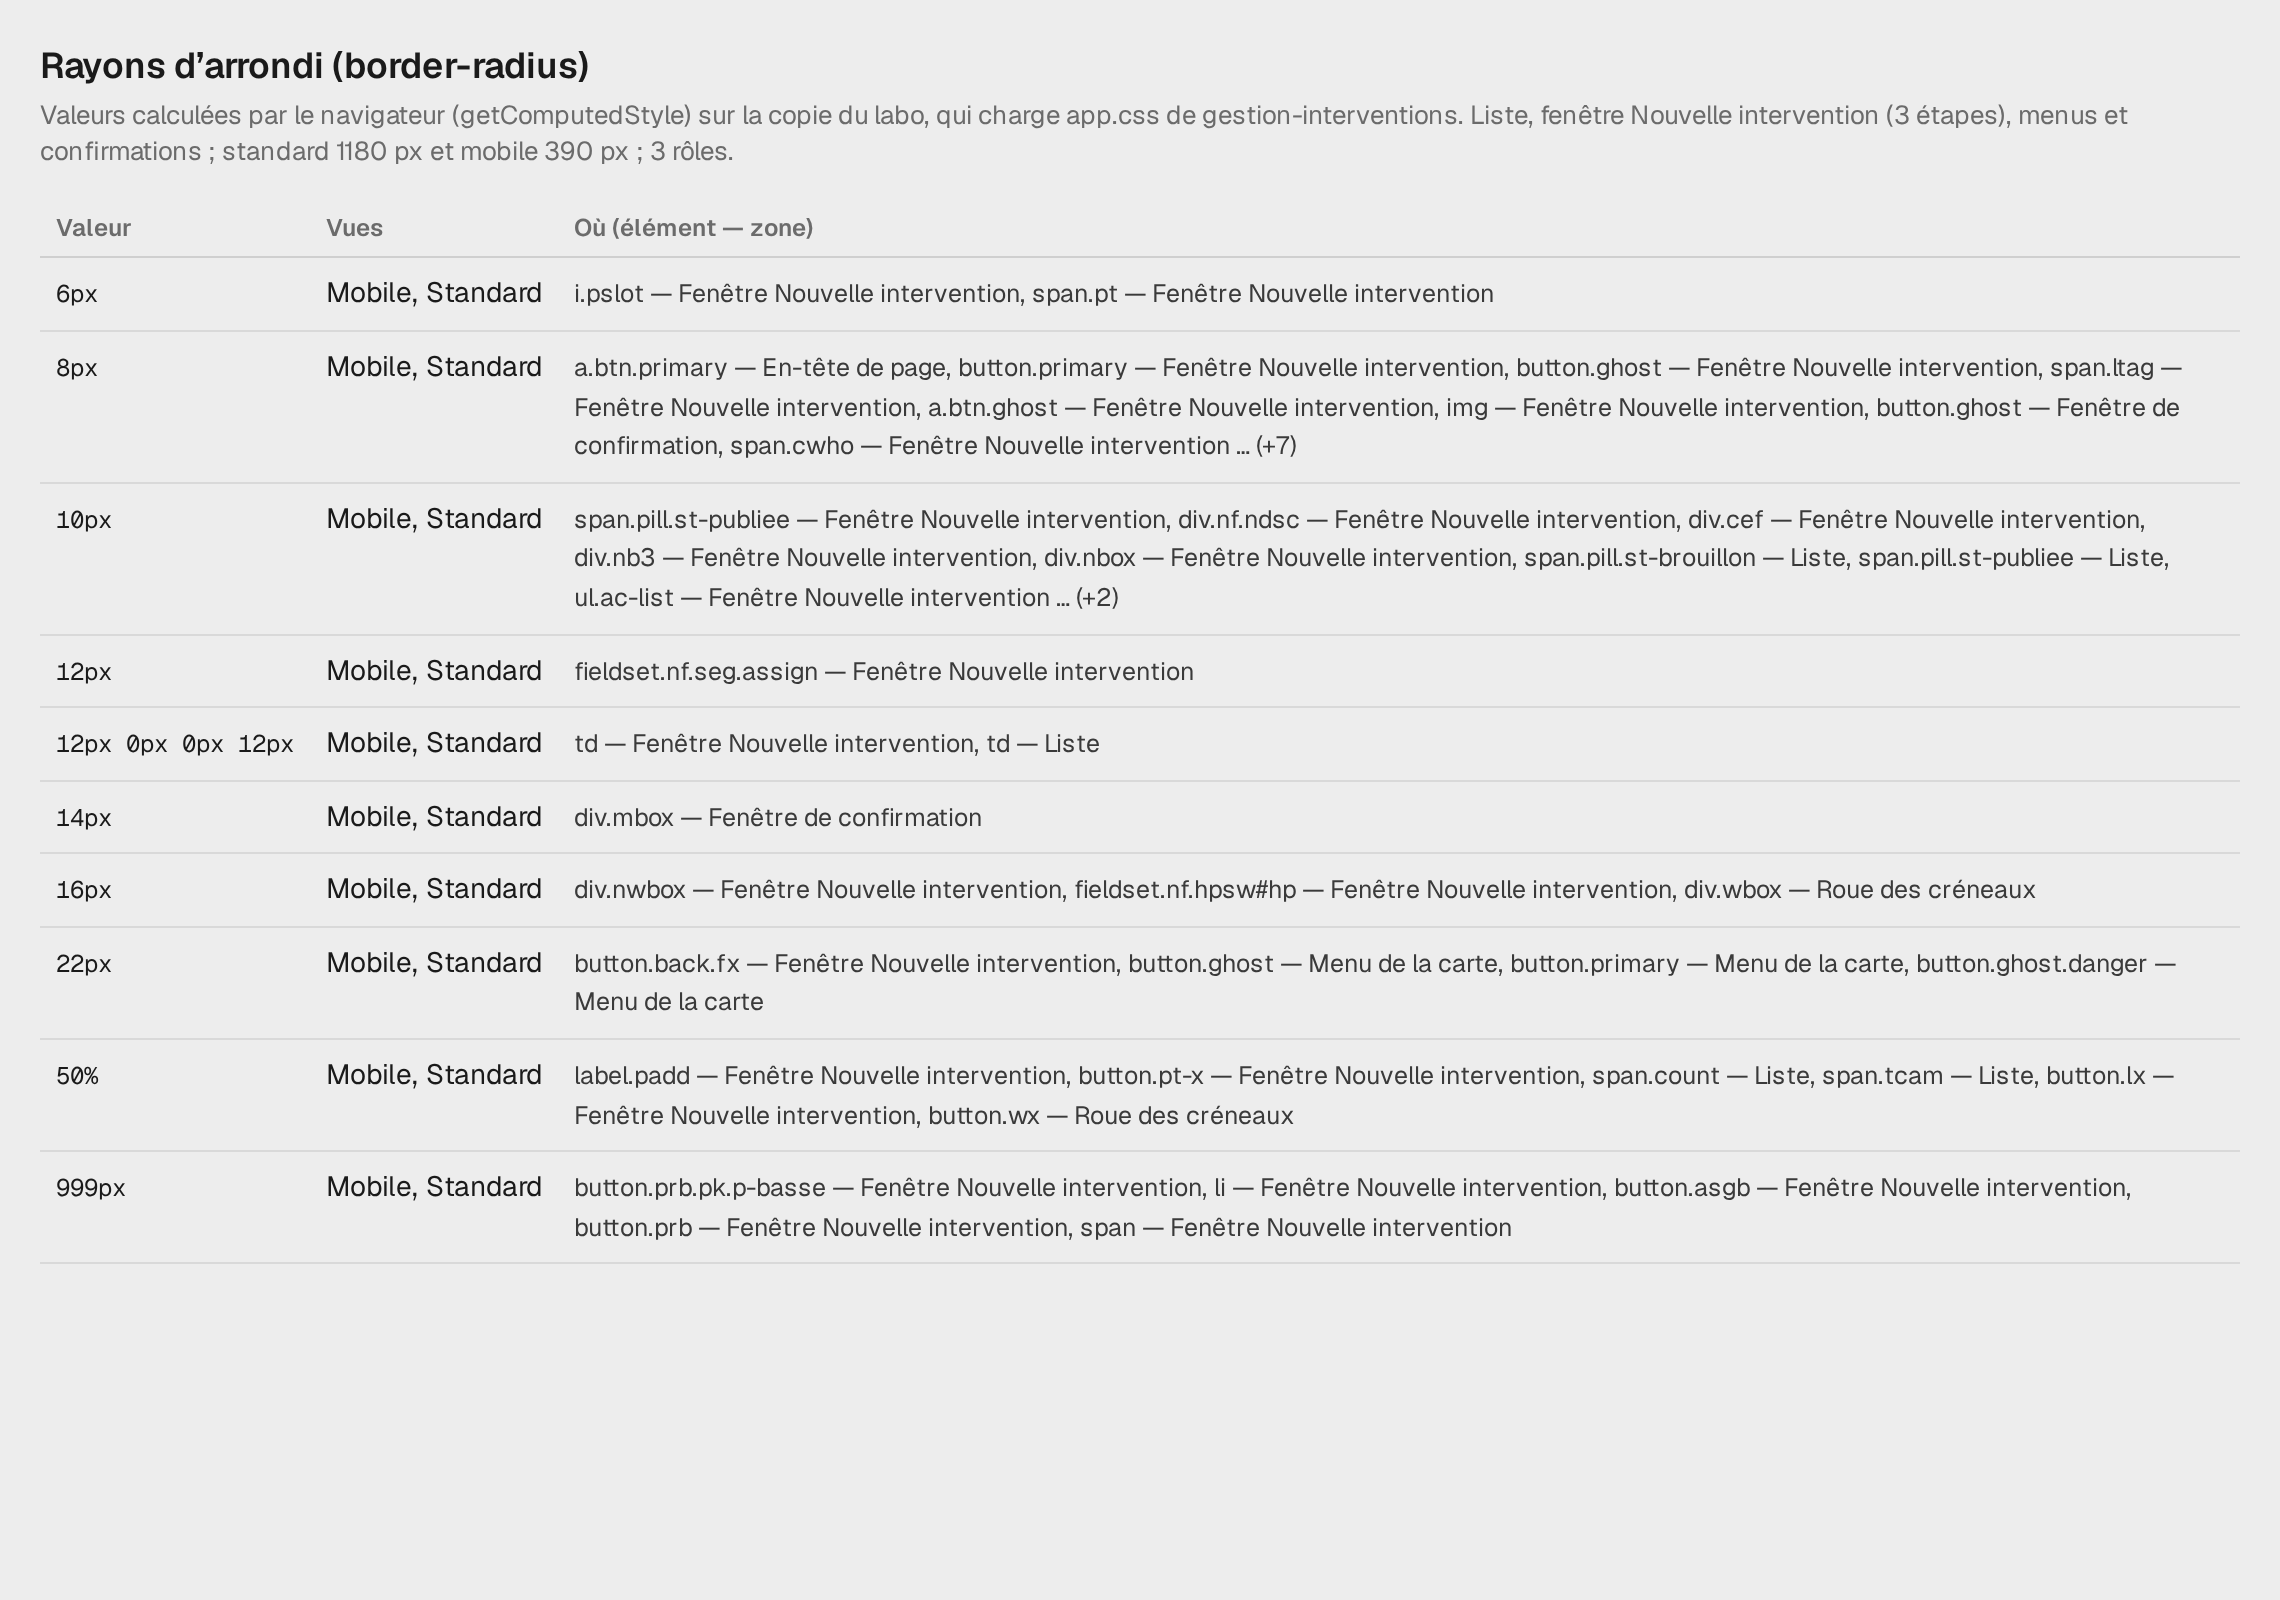 Rayons d’arrondi (border-radius)
Valeurs calculées par le navigateur (getComputedStyle) sur la copie du labo, qui charge app.css de gestion-interventions. Liste, fenêtre Nouvelle intervention (3 étapes), menus et
confirmations ; standard 1180 px et mobile 390 px ; 3 rôles.
Valeur Vues Où (élément — zone)
6px Mobile, Standard i.pslot — Fenêtre Nouvelle intervention, span.pt — Fenêtre Nouvelle intervention
8px Mobile, Standard a.btn.primary — En-tête de page, button.primary — Fenêtre Nouvelle intervention, button.ghost — Fenêtre Nouvelle intervention, span.ltag —
Fenêtre Nouvelle intervention, a.btn.ghost — Fenêtre Nouvelle intervention, img — Fenêtre Nouvelle intervention, button.ghost — Fenêtre de
confirmation, span.cwho — Fenêtre Nouvelle intervention … (+7)
10px Mobile, Standard span.pill.st-publiee — Fenêtre Nouvelle intervention, div.nf.ndsc — Fenêtre Nouvelle intervention, div.cef — Fenêtre Nouvelle intervention,
div.nb3 — Fenêtre Nouvelle intervention, div.nbox — Fenêtre Nouvelle intervention, span.pill.st-brouillon — Liste, span.pill.st-publiee — Liste,
ul.ac-list — Fenêtre Nouvelle intervention … (+2)
12px Mobile, Standard fieldset.nf.seg.assign — Fenêtre Nouvelle intervention
12px 0px 0px 12px Mobile, Standard td — Fenêtre Nouvelle intervention, td — Liste
14px Mobile, Standard div.mbox — Fenêtre de confirmation
16px Mobile, Standard div.nwbox — Fenêtre Nouvelle intervention, fieldset.nf.hpsw#hp — Fenêtre Nouvelle intervention, div.wbox — Roue des créneaux
22px Mobile, Standard button.back.fx — Fenêtre Nouvelle intervention, button.ghost — Menu de la carte, button.primary — Menu de la carte, button.ghost.danger —
Menu de la carte
50% Mobile, Standard label.padd — Fenêtre Nouvelle intervention, button.pt-x — Fenêtre Nouvelle intervention, span.count — Liste, span.tcam — Liste, button.lx —
Fenêtre Nouvelle intervention, button.wx — Roue des créneaux
999px Mobile, Standard button.prb.pk.p-basse — Fenêtre Nouvelle intervention, li — Fenêtre Nouvelle intervention, button.asgb — Fenêtre Nouvelle intervention,
button.prb — Fenêtre Nouvelle intervention, span — Fenêtre Nouvelle intervention